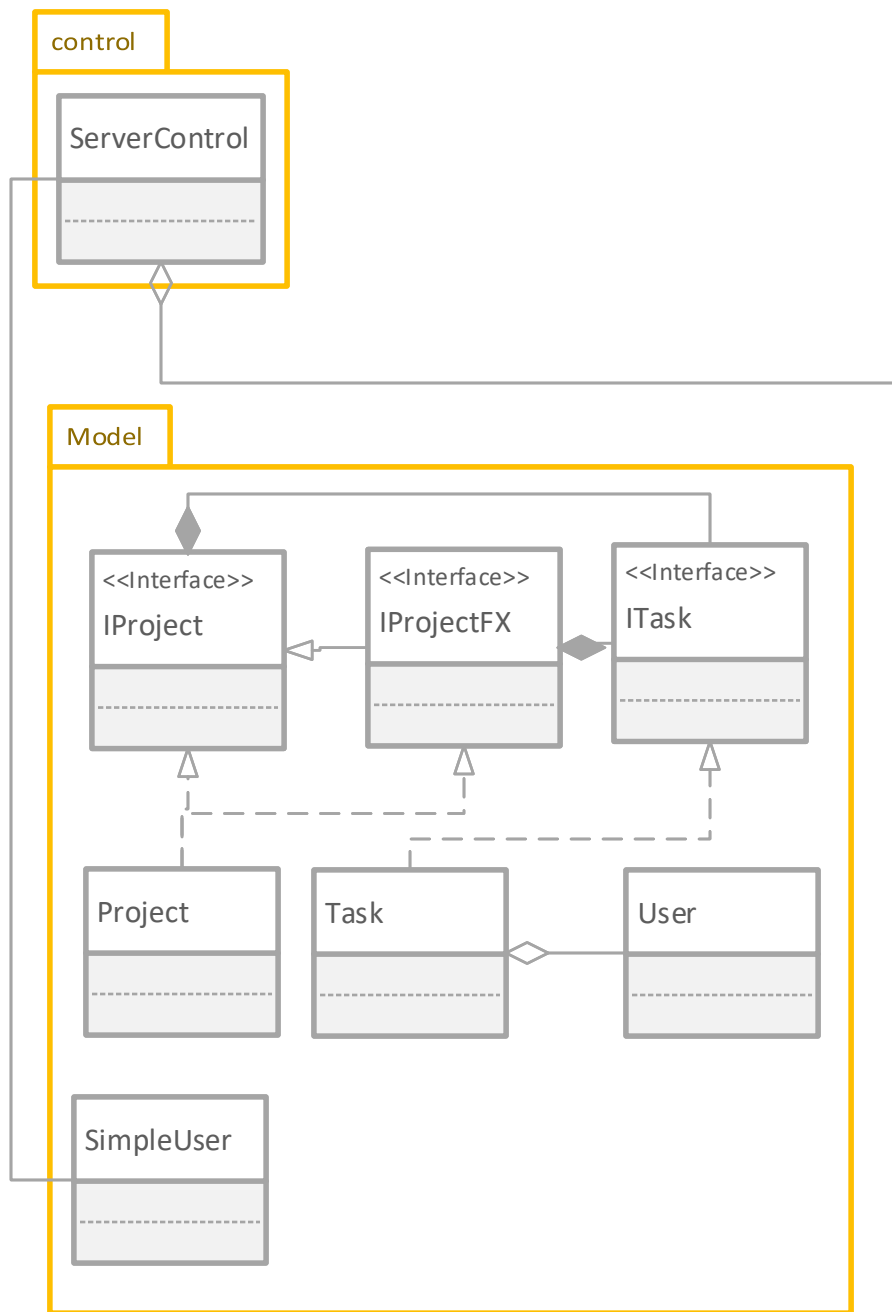 control
ServerControl
Model
<<Interface>>
IProject
<<Interface>>
IProjectFX
<<Interface>>
ITask
Project
Task
User
SimpleUser